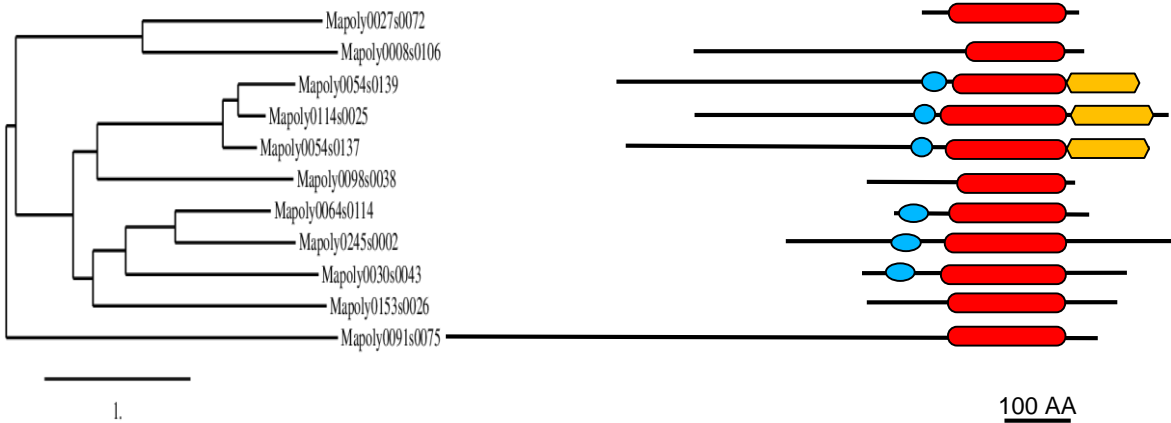 Mapoly0027s0072
Mapoly0008s0106
Mapoly0054s0139
Mapoly0114s0025
Mapoly0054s0137
Mapoly0098s0038
Mapoly0064s0114
Mapoly0245s0002
Mapoly0030s0043
Mapoly0153s0026
Mapoly0091s0075
1.
100 AA